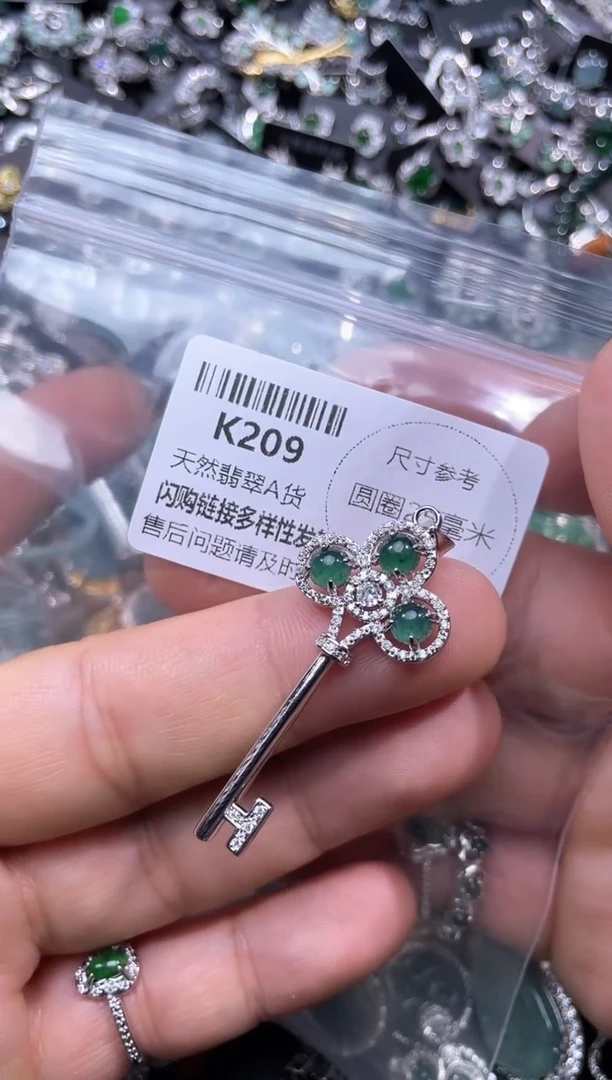 K209
天然翡翠A货
闪购链接多样性发
售后问题请及时
尺寸参考
圆圈 毫米